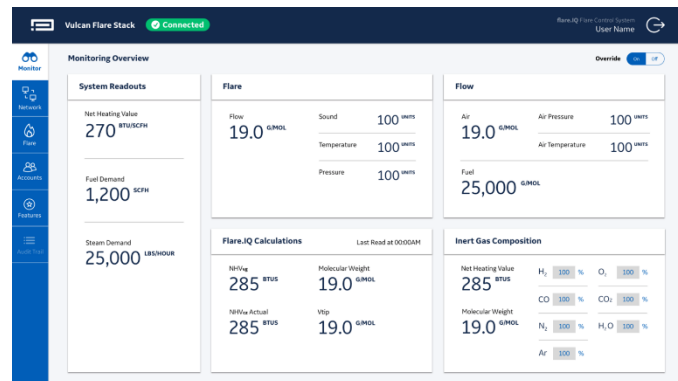 Vulcan Flare Stack
Connected
flare.IQ Flare Control System
User Name
Monitor
Network
Flare
Accounts
Features
Audit Trail
Monitoring Overview
Override On Off
System Readouts
Net Heating Value
270 BTU/SCFH
Fuel Demand
1,200 SCFH
Steam Demand
25,000 LBS/HOUR
Flare
Flow
19.0 G/MOL
Sound 100 UNITS
Temperature 100 UNITS
Pressure 100 UNITS
Flow
Air
19.0 G/MOL
Air Pressure 100 UNITS
Air Temperature 100 UNITS
Fuel
25,000 G/MOL
Flare.IQ Calculations Last Read at 00:00AM
285 BTUS
Molecular Weight
19.0 G/MOL
Actual
285 BTUS
Vtip
19.0 G/MOL
Inert Gas Composition
Net Heating Value
285 BTUS
Molecular Weight
19.0 G/MOL
H₂ 100 % O₂ 100 %
CO 100 % CO₂ 100 %
N₂ 100 % H₂O 100 %
Ar 100 %